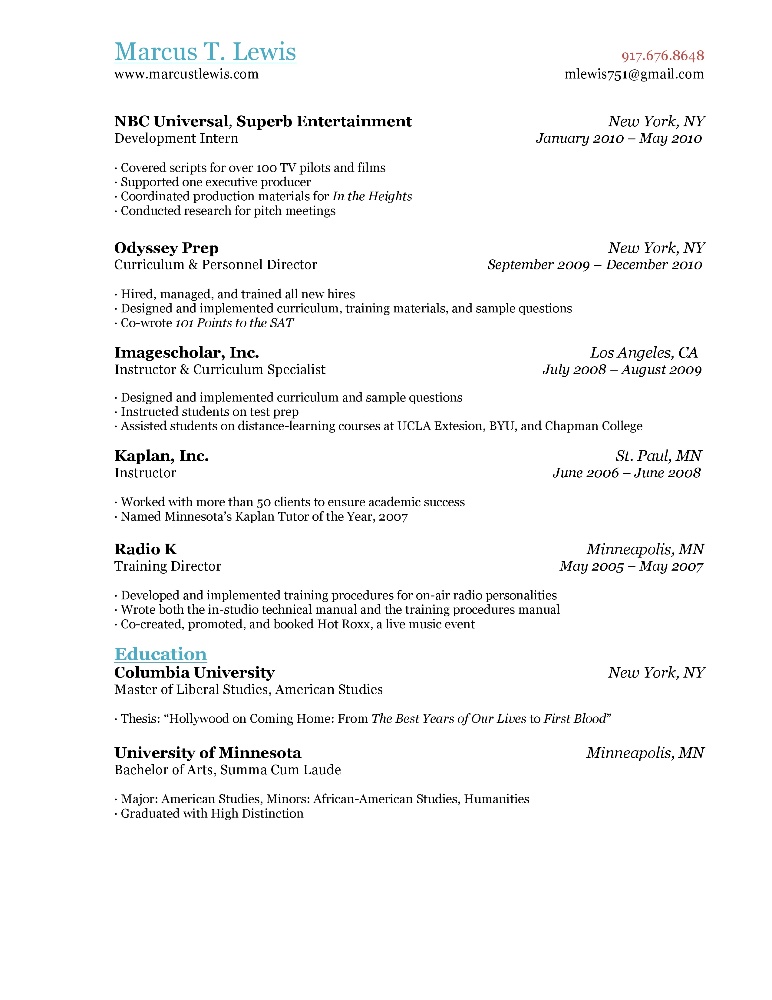 Marcus T. Lewis 917.676.8648
www.marcustlewis.com mlewis751@gmail.com
NBC Universal, Superb Entertainment New York, NY
Development Intern January 2010 – May 2010
· Covered scripts for over 100 TV pilots and films
· Supported one executive producer
· Coordinated production materials for In the Heights
· Conducted research for pitch meetings
Odyssey Prep New York, NY
Curriculum & Personnel Director September 2009 – December 2010
· Hired, managed, and trained all new hires
· Designed and implemented curriculum, training materials, and sample questions
· Co-wrote 101 Points to the SAT
Imagescholar, Inc. Los Angeles, CA
Instructor & Curriculum Specialist July 2008 – August 2009
· Designed and implemented curriculum and sample questions
· Instructed students on test prep
· Assisted students on distance-learning courses at UCLA Extesion, BYU, and Chapman College
Kaplan, Inc. St. Paul, MN
Instructor June 2006 – June 2008
· Worked with more than 50 clients to ensure academic success
· Named Minnesota’s Kaplan Tutor of the Year, 2007
Radio K Minneapolis, MN
Training Director May 2005 – May 2007
· Developed and implemented training procedures for on-air radio personalities
· Wrote both the in-studio technical manual and the training procedures manual
· Co-created, promoted, and booked Hot Roxx, a live music event
Education
Columbia University New York, NY
Master of Liberal Studies, American Studies
· Thesis: “Hollywood on Coming Home: From The Best Years of Our Lives to First Blood”
University of Minnesota Minneapolis, MN
Bachelor of Arts, Summa Cum Laude
· Major: American Studies, Minors: African-American Studies, Humanities
· Graduated with High Distinction